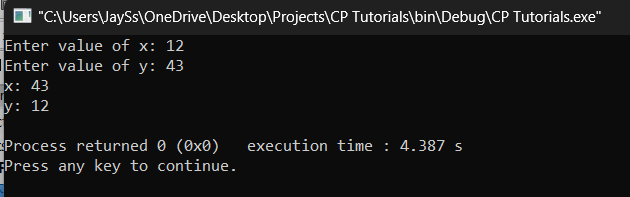 "C:\Users\JaySs\OneDrive\Desktop\Projects\CP Tutorials\bin\Debug\CP Tutorials.exe"
Enter value of x: 12
Enter value of y: 43
x: 43
y: 12
Process returned 0 (0x0)   execution time : 4.387 s
Press any key to continue.